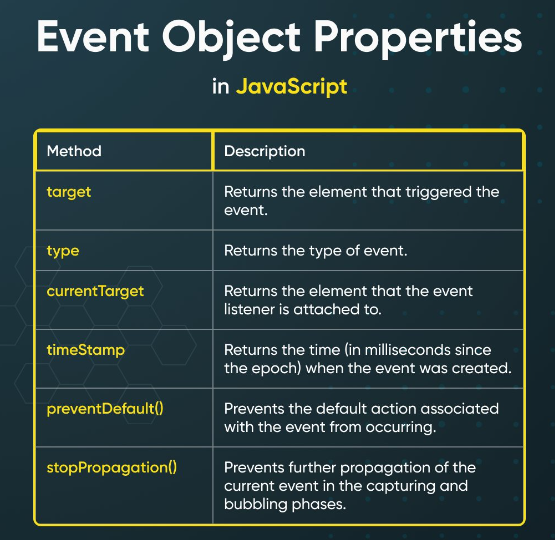 Event Object Properties
in JavaScript
Method Description
target Returns the element that triggered the
event.
type Returns the type of event.
currentTarget Returns the element that the event
listener is attached to.
timeStamp Returns the time (in milliseconds since
the epoch) when the event was created.
preventDefault() Prevents the default action associated
with the event from occurring.
stopPropagation() Prevents further propagation of the
current event in the capturing and
bubbling phases.